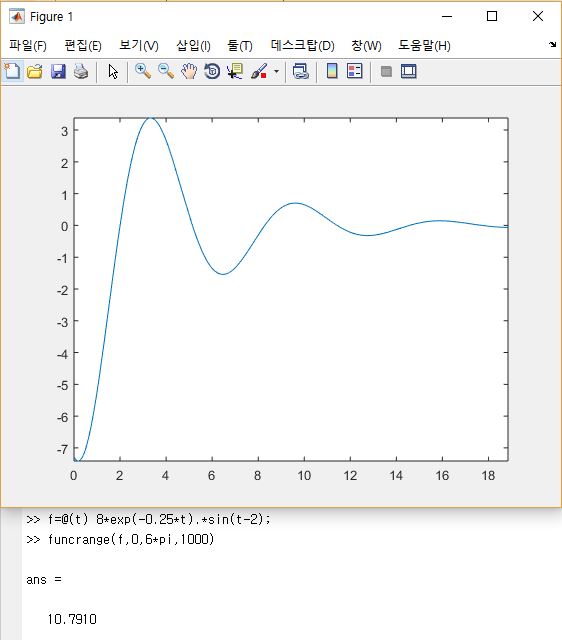 Figure 1
파일(F) 편집(E) 보기(V) 삽입(I) 툴(T) 데스크탑(D) 창(W) 도움말(H)
3
2
1
0
-1
-2
-3
-4
-5
-6
-7
0 2 4 6 8 10 12 14 16 18
>> f=@(t) 8*exp(-0.25*t).*sin(t-2);
>> funcrange(f,0,6*pi,1000)
ans =
10.7910